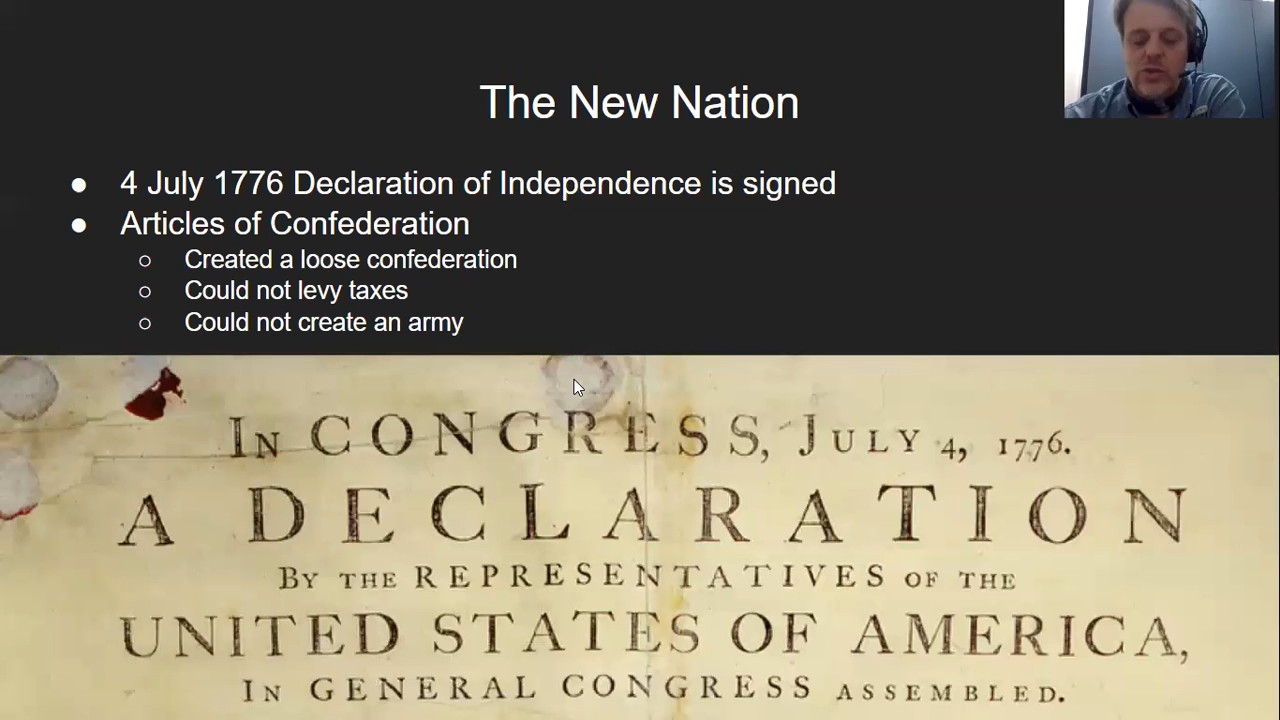 The New Nation
● 4 July 1776 Declaration of Independence is signed
● Articles of Confederation
○ Created a loose confederation
○ Could not levy taxes
○ Could not create an army
IN CONGRESS, JULY 4, 1776.
A DECLARATION
BY THE REPRESENTATIVES OF THE
UNITED STATES OF AMERICA,
IN GENERAL CONGRESS ASSEMBLED.